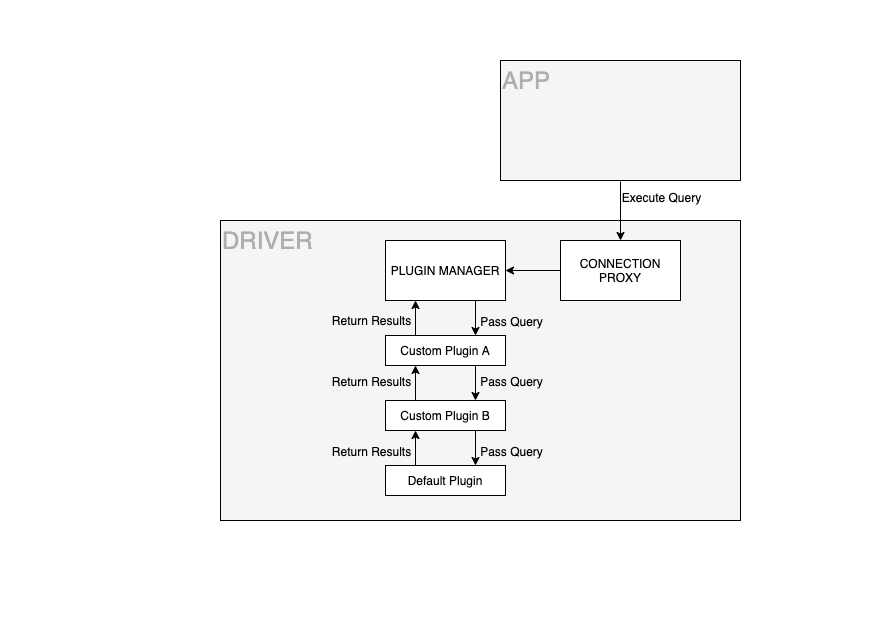 APP
Execute Query
DRIVER
PLUGIN MANAGER
CONNECTION
PROXY
Return Results
Pass Query
Custom Plugin A
Return Results
Pass Query
Custom Plugin B
Return Results
Pass Query
Default Plugin